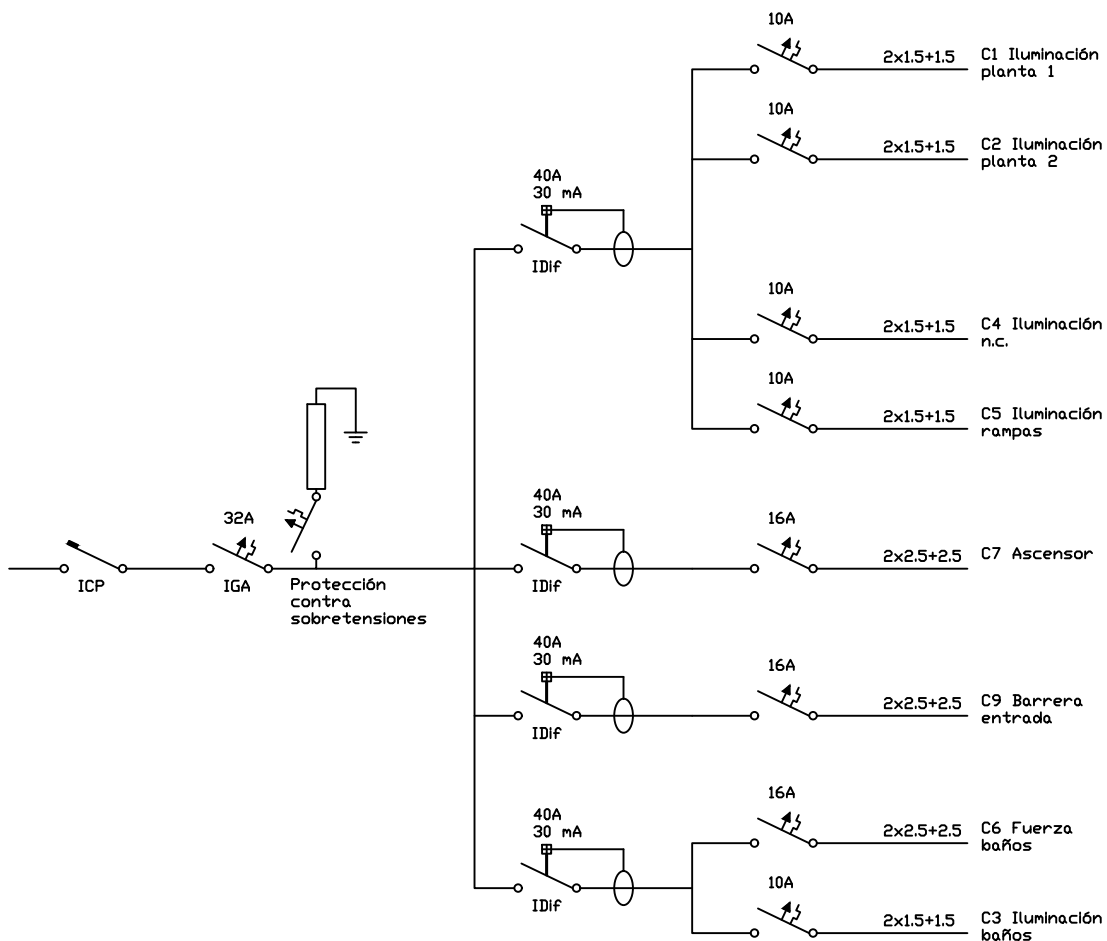 10A
2x1.5+1.5
C1 Iluminación
planta 1
10A
2x1.5+1.5
C2 Iluminación
planta 2
40A
30 mA
IDif
10A
2x1.5+1.5
C4 Iluminación
n.c.
10A
2x1.5+1.5
C5 Iluminación
rampas
ICP
32A
IGA
Protección
contra
sobretensiones
40A
30 mA
IDif
16A
2x2.5+2.5
C7 Ascensor
40A
30 mA
IDif
16A
2x2.5+2.5
C9 Barrera
entrada
40A
30 mA
IDif
16A
2x2.5+2.5
C6 Fuerza
baños
10A
2x1.5+1.5
C3 Iluminación
baños